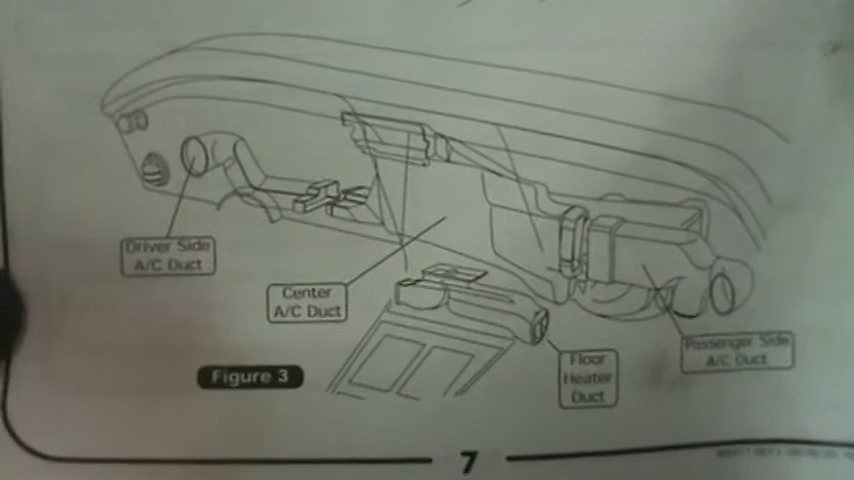 Driver Side
A/C Duct
Center
A/C Duct
Figure 3
Floor
Heater
Duct
Passenger Side
A/C Duct
7